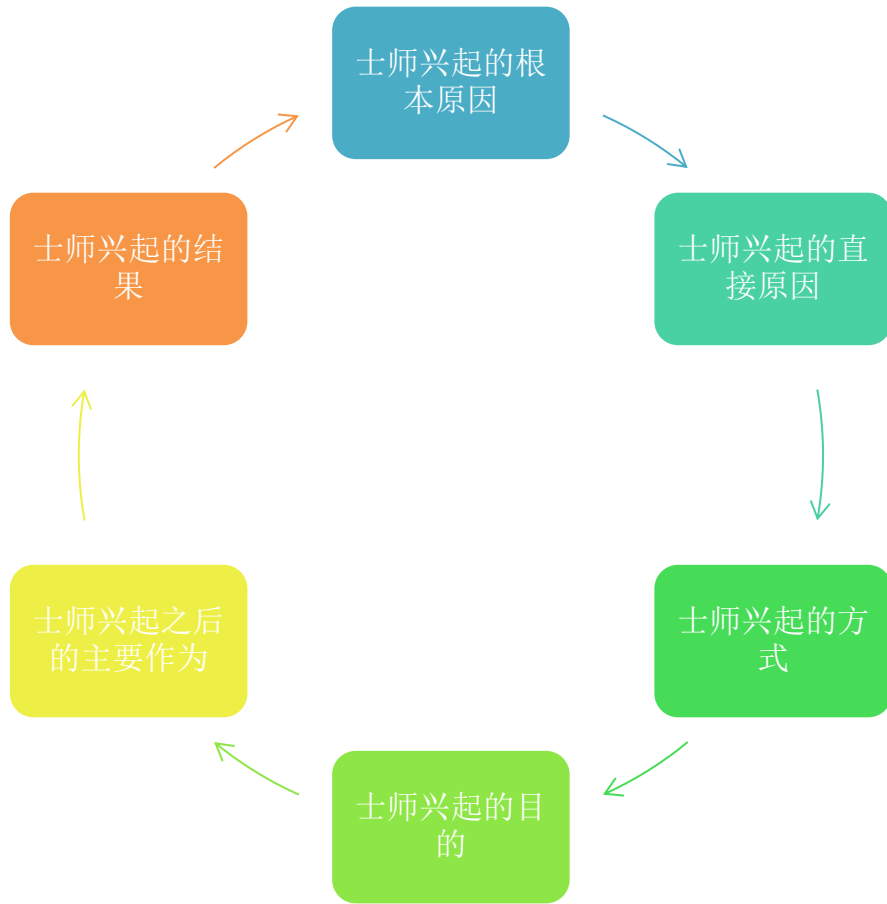 士师兴起的根
本原因
士师兴起的直
接原因
士师兴起的方
式
士师兴起的目
的
士师兴起之后
的主要作为
士师兴起的结
果